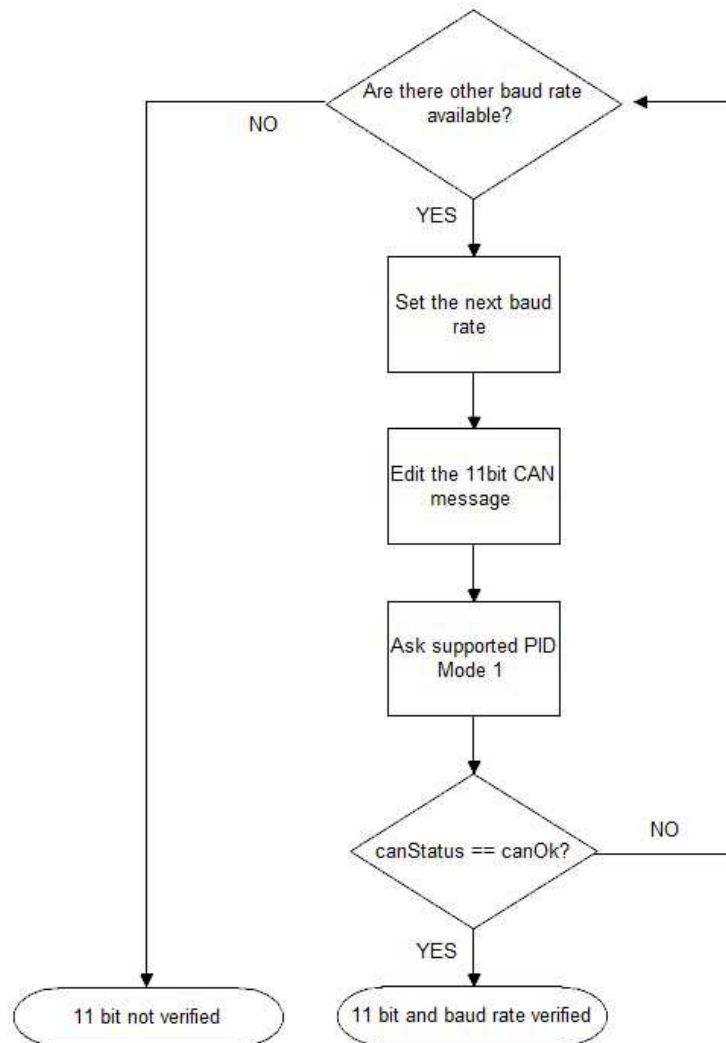 Are there other baud rate
available?
NO
YES
Set the next baud
rate
Edit the 11bit CAN
message
Ask supported PID
Mode 1
canStatus == canOk?
NO
YES
11 bit not verified
11 bit and baud rate verified